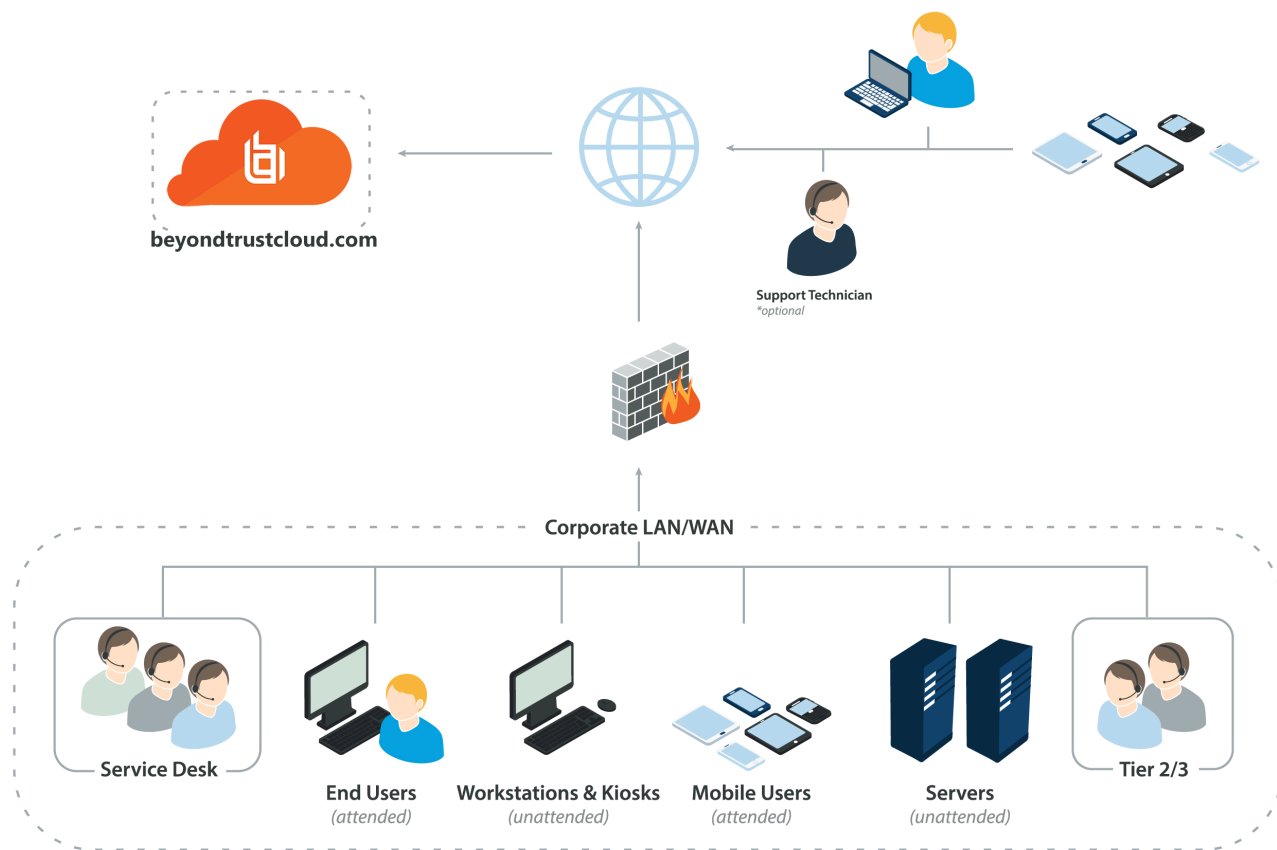 beyondtrustcloud.com
Support Technician
*optional
Corporate LAN/WAN
Service Desk
End Users
(attended)
Workstations & Kiosks
(unattended)
Mobile Users
(attended)
Servers
(unattended)
Tier 2/3